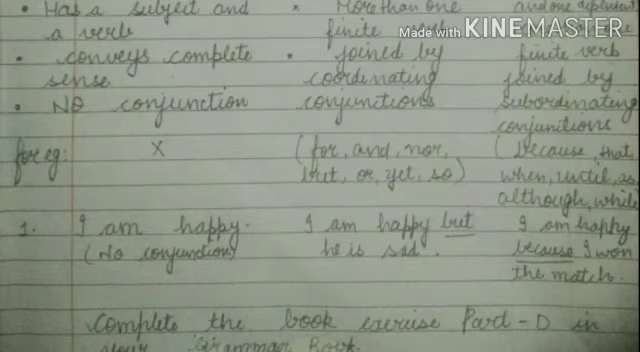 • Has a subject and • More than one and one dependent
a verb finite verb
Made with KINEMASTER
• conveys complete • joined by finite verb
sense coordinating joined by
• No conjunction conjunctions subordinating
conjunctions
for eg: X (for, and, nor, (because, that,
but, or, yet, so) when, until, as,
although, while
1. I am happy. I am happy but I am happy
(No conjunction) he is sad. because I won
the match.
Complete the book exercise Part-D in
your Grammar Book.